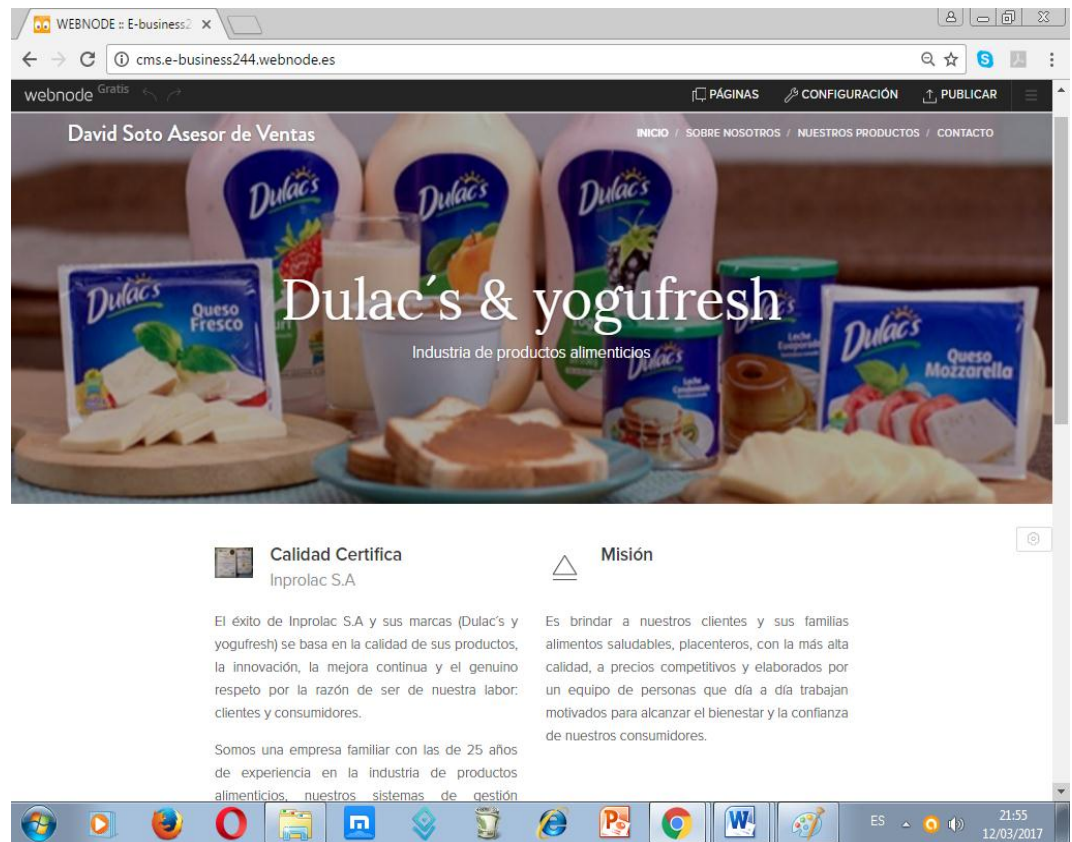 WEBNODE :: E-business2
cms.e-business244.webnode.es
webnode Gratis
PÁGINAS CONFIGURACIÓN PUBLICAR
David Soto Asesor de Ventas
INICIO / SOBRE NOSOTROS / NUESTROS PRODUCTOS / CONTACTO
Dulac's
Dulac's
Dulac's
Dulac's
Queso
Fresco
Dulac´s & yogufresh
Industria de productos alimenticios
Leche
Evaporada
Dulac's
Leche
Condensada
Dulac's
Queso
Mozzarella
Calidad Certifica
Inprolac S.A
El éxito de Inprolac S.A y sus marcas (Dulac´s y
yogufresh) se basa en la calidad de sus productos,
la innovación, la mejora continua y el genuino
respeto por la razón de ser de nuestra labor:
clientes y consumidores.
Somos una empresa familiar con las de 25 años
de experiencia en la industria de productos
alimenticios, nuestros sistemas de gestión
Misión
Es brindar a nuestros clientes y sus familias
alimentos saludables, placenteros, con la más alta
calidad, a precios competitivos y elaborados por
un equipo de personas que día a día trabajan
motivados para alcanzar el bienestar y la confianza
de nuestros consumidores.
ES
21:55
12/03/2017